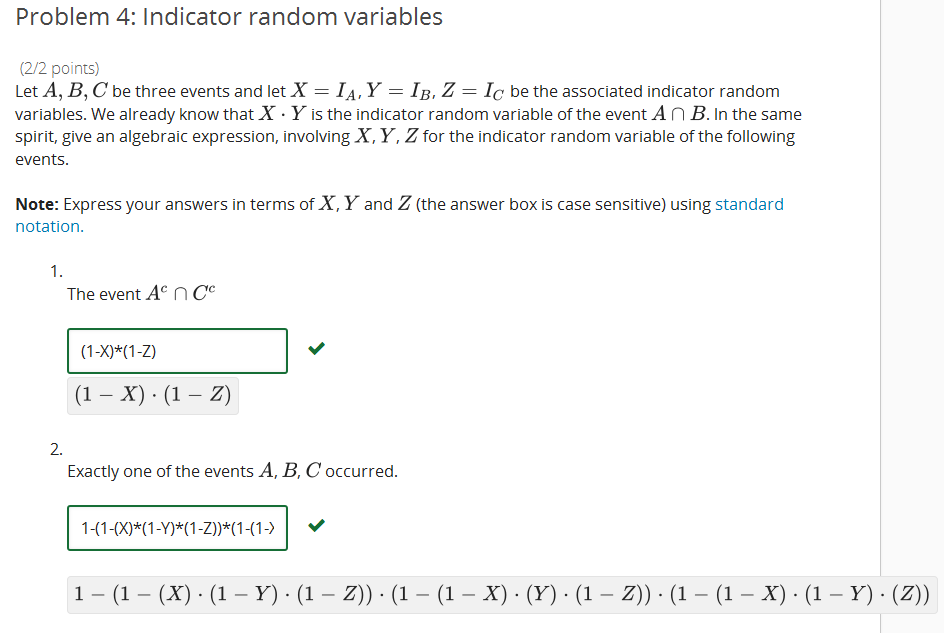 Problem 4: Indicator random variables
(2/2 points)
Let A, B, C be three events and let X = I_A, Y = I_B, Z = I_C be the associated indicator random
variables. We already know that X · Y is the indicator random variable of the event A ∩ B. In the same
spirit, give an algebraic expression, involving X, Y, Z for the indicator random variable of the following
events.
Note: Express your answers in terms of X, Y and Z (the answer box is case sensitive) using standard
notation.
1.
The event A^c ∩ C^c
(1-X)*(1-Z)
(1 − X) · (1 − Z)
2.
Exactly one of the events A, B, C occurred.
1-(1-(X)*(1-Y)*(1-Z))*(1-(1-
1 − (1 − (X) · (1 − Y) · (1 − Z)) · (1 − (1 − X) · (Y) · (1 − Z)) · (1 − (1 − X) · (1 − Y) · (Z))